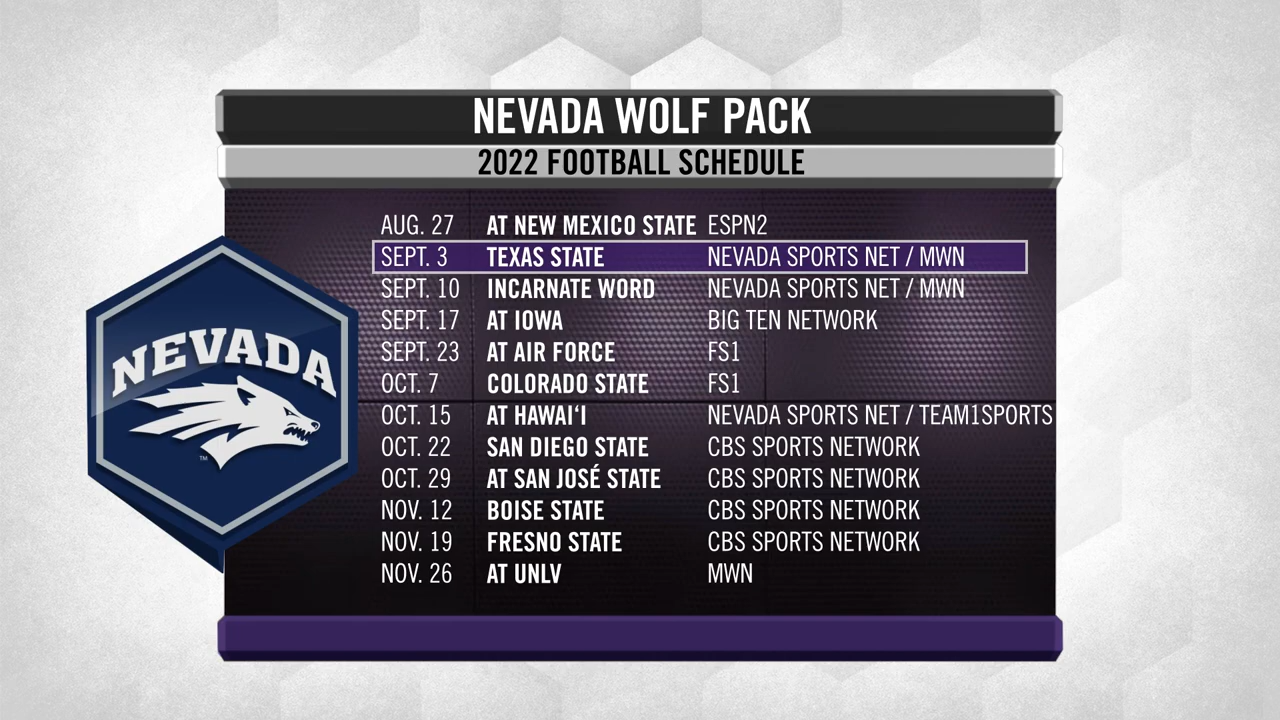 NEVADA WOLF PACK
2022 FOOTBALL SCHEDULE
AUG. 27 AT NEW MEXICO STATE ESPN2
SEPT. 3 TEXAS STATE NEVADA SPORTS NET / MWN
SEPT. 10 INCARNATE WORD NEVADA SPORTS NET / MWN
SEPT. 17 AT IOWA BIG TEN NETWORK
SEPT. 23 AT AIR FORCE FS1
OCT. 7 COLORADO STATE FS1
OCT. 15 AT HAWAI‘I NEVADA SPORTS NET / TEAM1SPORTS
OCT. 22 SAN DIEGO STATE CBS SPORTS NETWORK
OCT. 29 AT SAN JOSÉ STATE CBS SPORTS NETWORK
NOV. 12 BOISE STATE CBS SPORTS NETWORK
NOV. 19 FRESNO STATE CBS SPORTS NETWORK
NOV. 26 AT UNLV MWN
NEVADA
TM